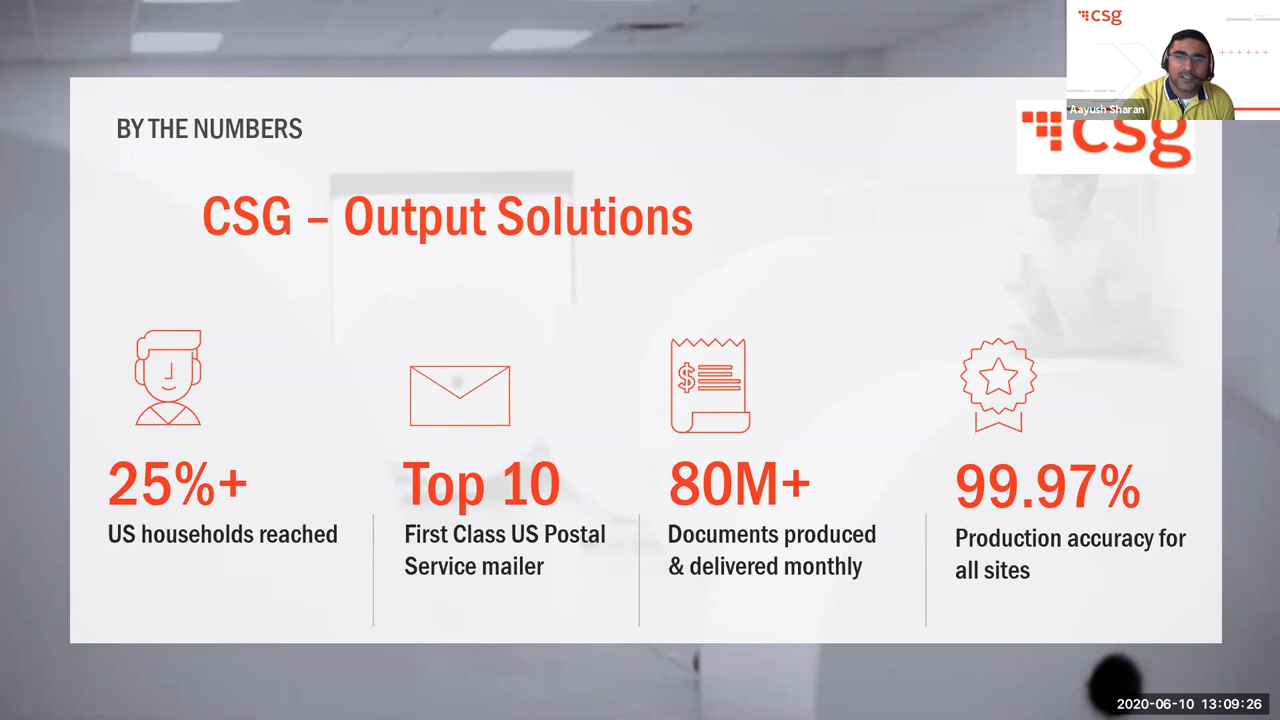 csg
Aayush Sharan
BY THE NUMBERS
csg
CSG – Output Solutions
25%+
US households reached
Top 10
First Class US Postal
Service mailer
$
80M+
Documents produced
& delivered monthly
99.97%
Production accuracy for
all sites
2020-06-10 13:09:26